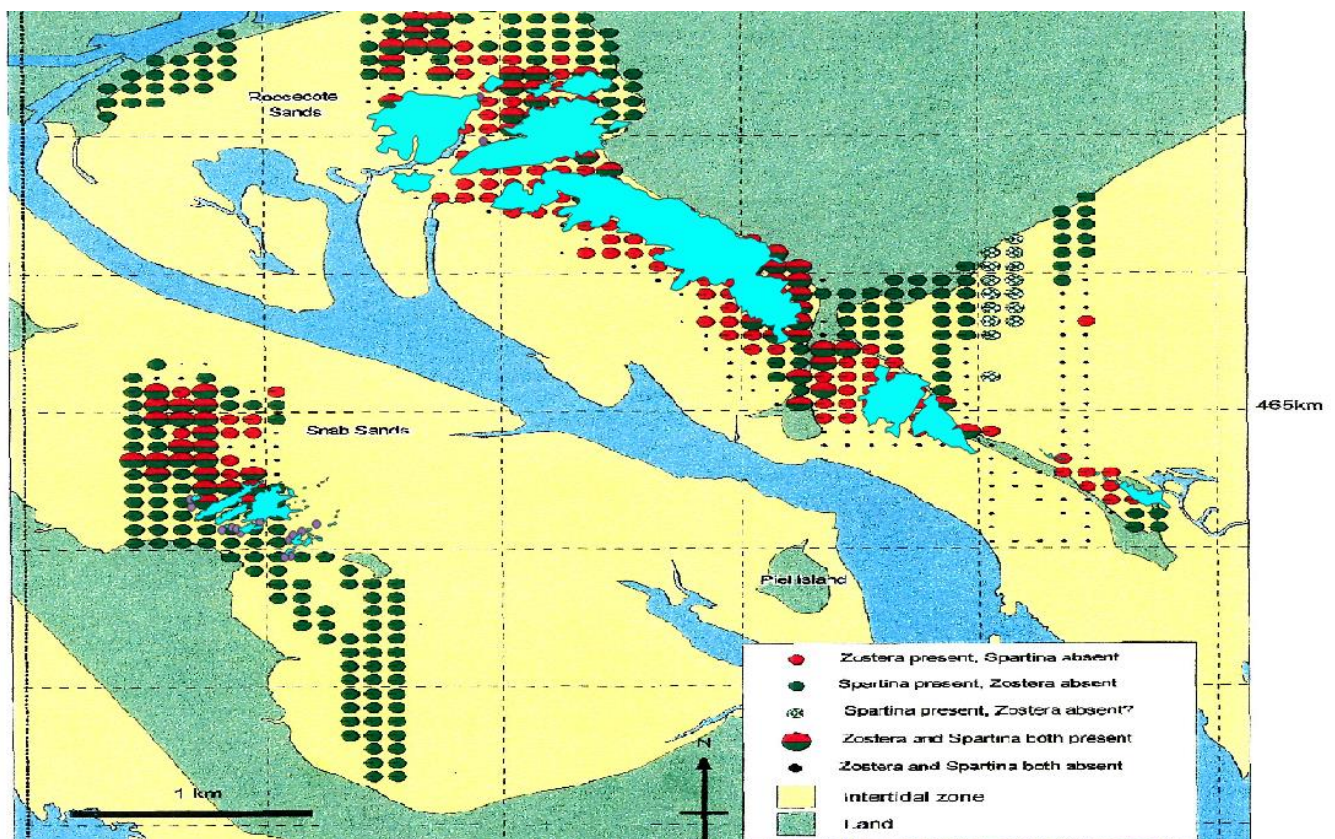 Roosecote
Sands
465km
Snab Sands
Piel Island
Zostera present, Spartina absent
Spartina present, Zostera absent
Spartina present, Zostera absent?
Zostera and Spartina both present
Zostera and Spartina both absent
Intertidal zone
Land
1 km
N